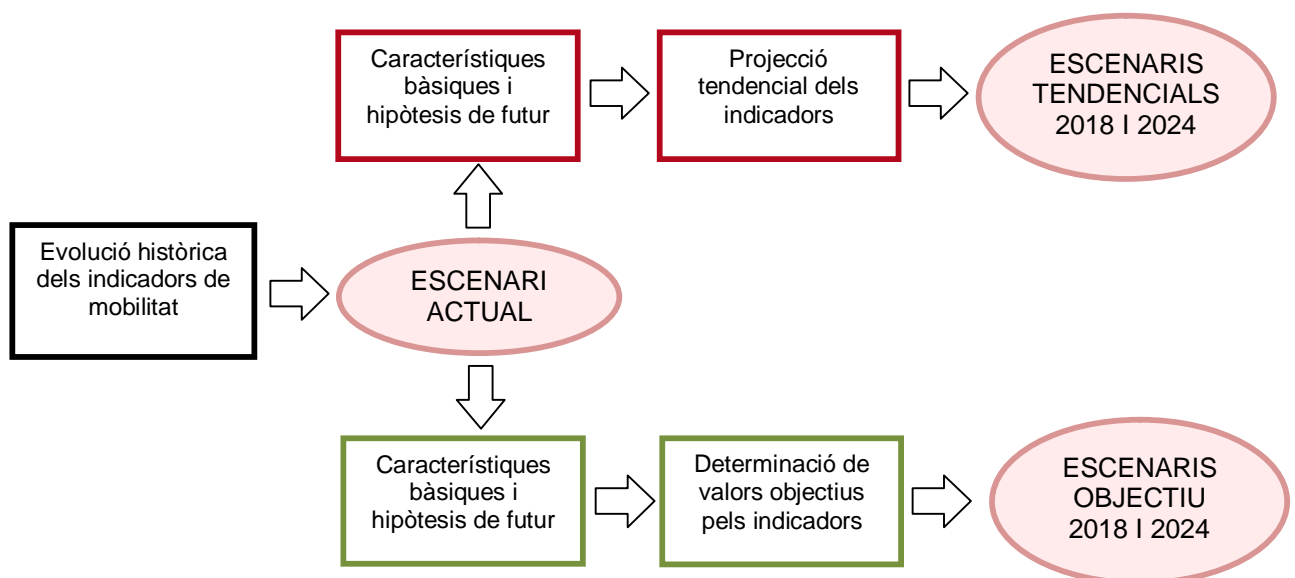 Característiques
bàsiques i
hipòtesis de futur
Projecció
tendencial dels
indicadors
ESCENARIS
TENDENCIALS
2018 I 2024
Evolució històrica
dels indicadors de
mobilitat
ESCENARI
ACTUAL
Característiques
bàsiques i
hipòtesis de futur
Determinació de
valors objectius
pels indicadors
ESCENARIS
OBJECTIU
2018 I 2024